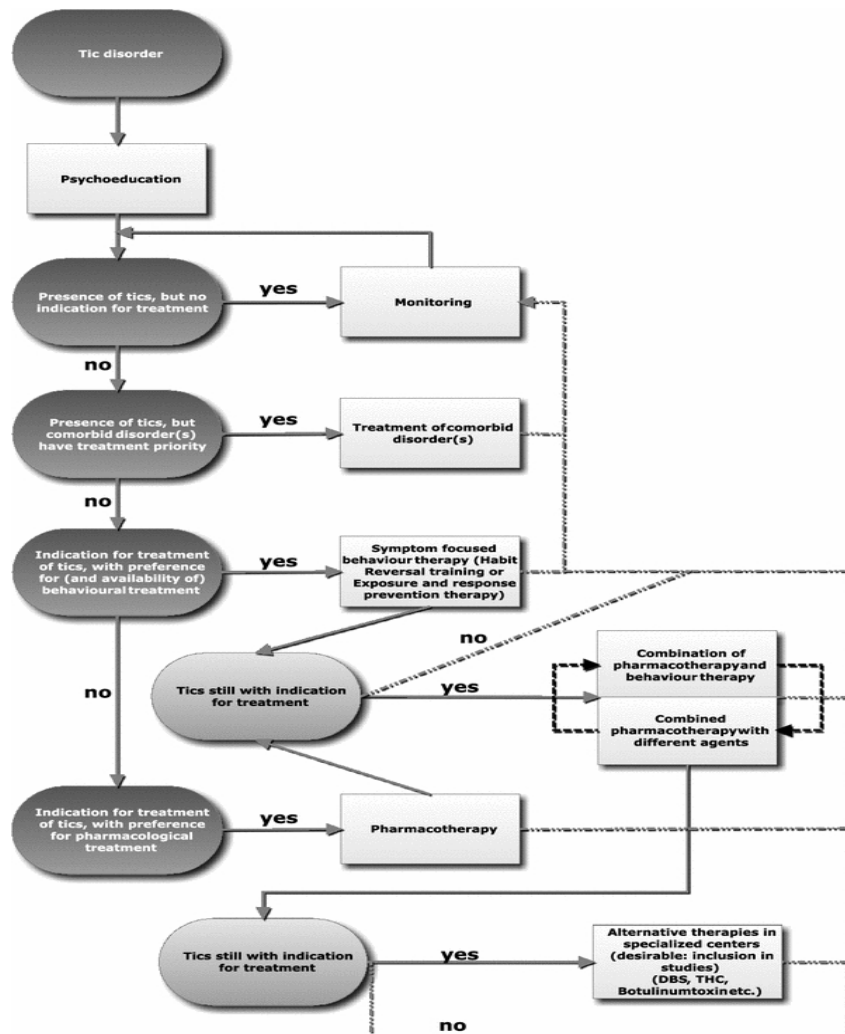 Tic disorder
Psychoeducation
Presence of tics, but no
indication for treatment
yes
Monitoring
no
Presence of tics, but
comorbid disorder(s)
have treatment priority
yes
Treatment of comorbid
disorder(s)
no
Indication for treatment
of tics, with preference
for (and availability of)
behavioural treatment
yes
Symptom focused
behaviour therapy (Habit
Reversal training or
Exposure and response
prevention therapy)
no
no
Tics still with indication
for treatment
yes
Combination of
pharmacotherapy and
behaviour therapy
Combined
pharmacotherapy with
different agents
Indication for treatment
of tics, with preference
for pharmacological
treatment
yes
Pharmacotherapy
Tics still with indication
for treatment
yes
Alternative therapies in
specialized centers
(desirable: inclusion in
studies)
(DBS, THC,
Botulinumtoxin etc.)
no